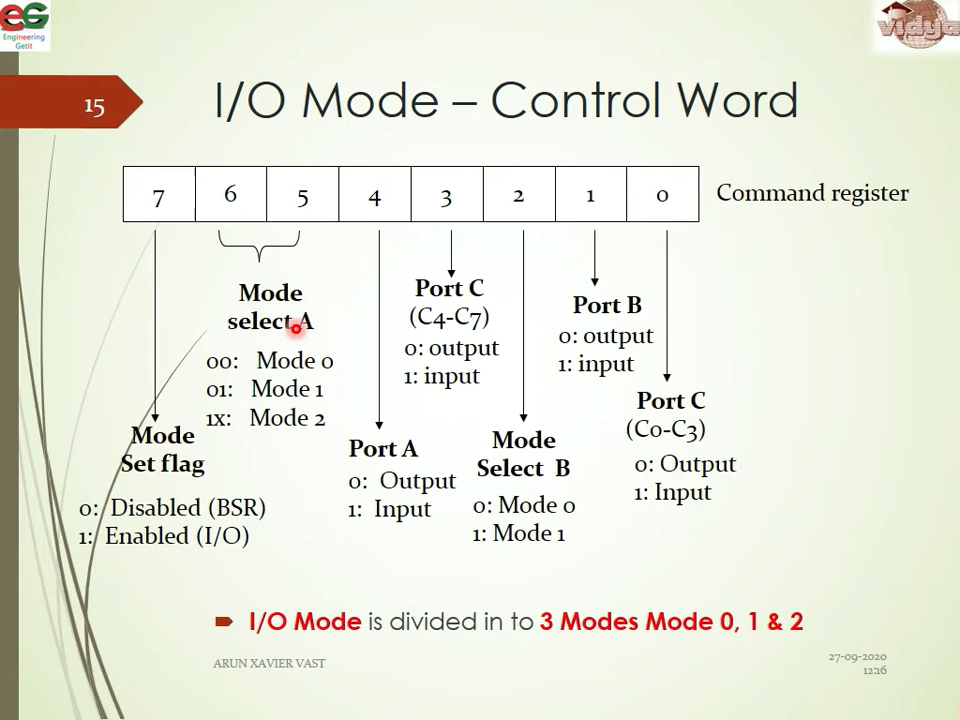 EG
Engineering
Getit
vidya
15
I/O Mode – Control Word
7 6 5 4 3 2 1 0
Command register
Mode
select A
00: Mode 0
01: Mode 1
1X: Mode 2
Port C
(C4-C7)
0: output
1: input
Port B
0: output
1: input
Port C
(C0-C3)
0: Output
1: Input
Mode
Set flag
0: Disabled (BSR)
1: Enabled (I/O)
Port A
0: Output
1: Input
Mode
Select B
0: Mode 0
1: Mode 1
I/O Mode is divided in to 3 Modes Mode 0, 1 & 2
ARUN XAVIER VAST
27-09-2020
12:16